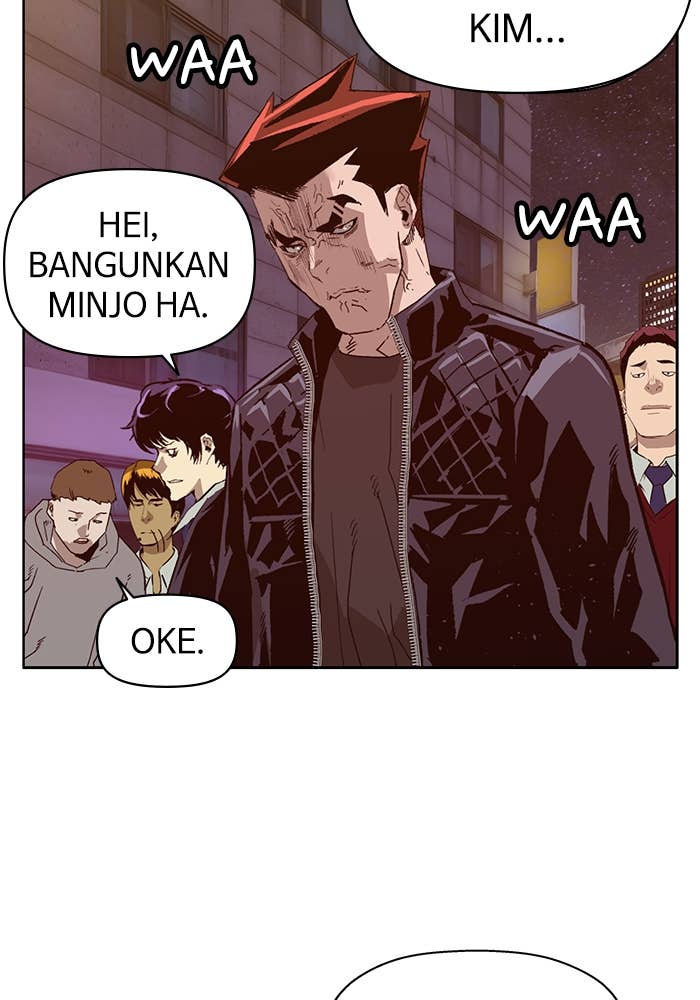 KIM...
WAA
WAA
HEI,
BANGUNKAN
MINJO HA.
OKE.